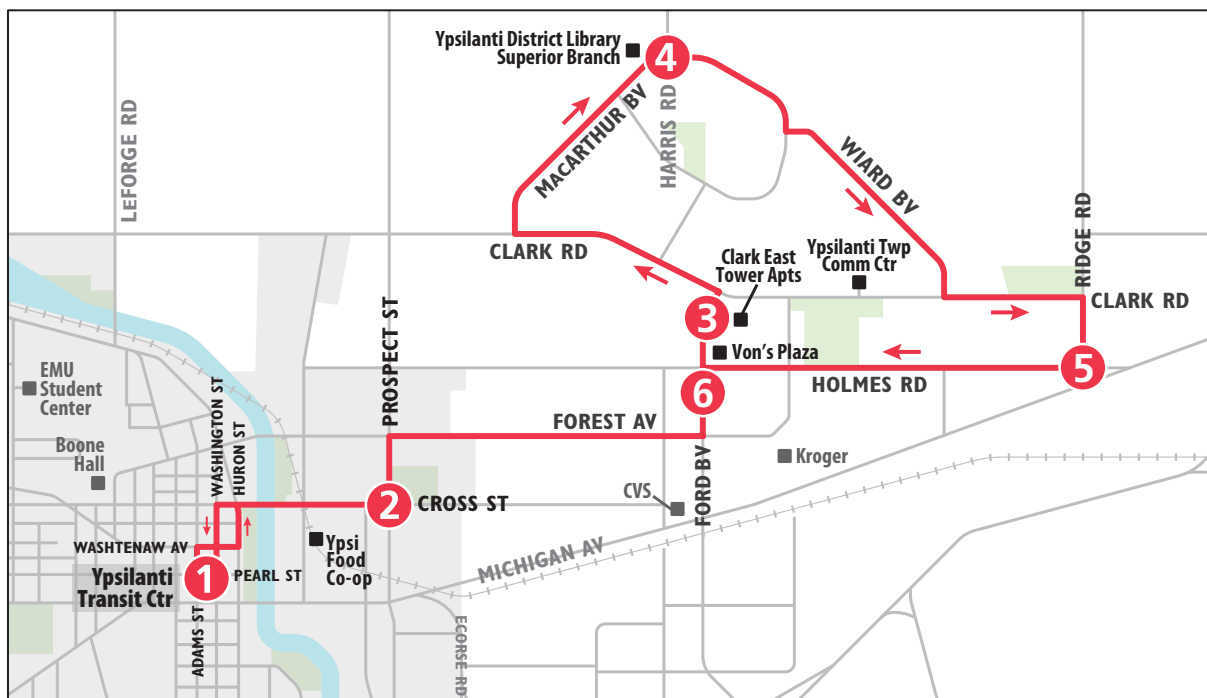 Ypsilanti District Library
Superior Branch
4
LEFORGE RD
HARRIS RD
MACARTHUR BV
WIARD BV
RIDGE RD
CLARK RD
Clark East
Tower Apts
Ypsilanti Twp
Comm Ctr
CLARK RD
3
Von's Plaza
PROSPECT ST
5
HOLMES RD
6
EMU
Student
Center
WASHINGTON ST
HURON ST
FOREST AV
Boone
Hall
Kroger
FORD BV
CVS
2
CROSS ST
WASHTENAW AV
Ypsi
Food
Co-op
MICHIGAN AV
1
PEARL ST
Ypsilanti
Transit Ctr
ADAMS ST
ECORSE RD